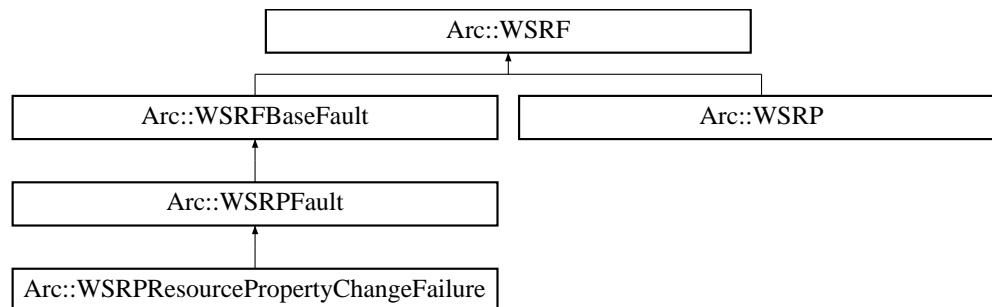 Arc::WSRF
Arc::WSRFBaseFault
Arc::WSRP
Arc::WSRPFault
Arc::WSRPResourcePropertyChangeFailure